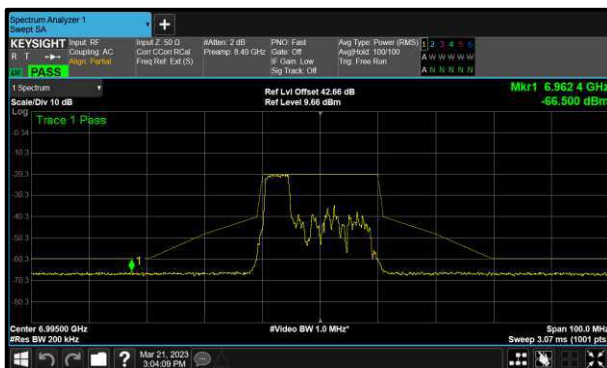 Spectrum Analyzer 1
Swept SA
KEYSIGHT Input: RF Input Z: 50 Ω #Atten: 2 dB PNO: Fast Avg Type: Power (RMS) 1 2 3 4 5 6
R T Coupling: AC Corr CCorr RCal Preamp: 8.40 GHz Gate: Off Avg|Hold: 100/100 A W W W W W
Align: Partial Freq Ref: Ext (S) IF Gain: Low Trig: Free Run
PASS Sig Track: Off A N N N N N
1 Spectrum Ref Lvl Offset 42.66 dB Mkr1 6.962 4 GHz
Scale/Div 10 dB Ref Level 9.66 dBm -66.500 dBm
Log Trace 1 Pass
-0.34
-10.3
-20.3
-30.3
-40.3
-50.3
-60.3
1
-70.3
-80.3
Center 6.99500 GHz #Video BW 1.0 MHz* Span 100.0 MHz
#Res BW 200 kHz Sweep 3.07 ms (1001 pts)
? Mar 21, 2023
3:04:09 PM